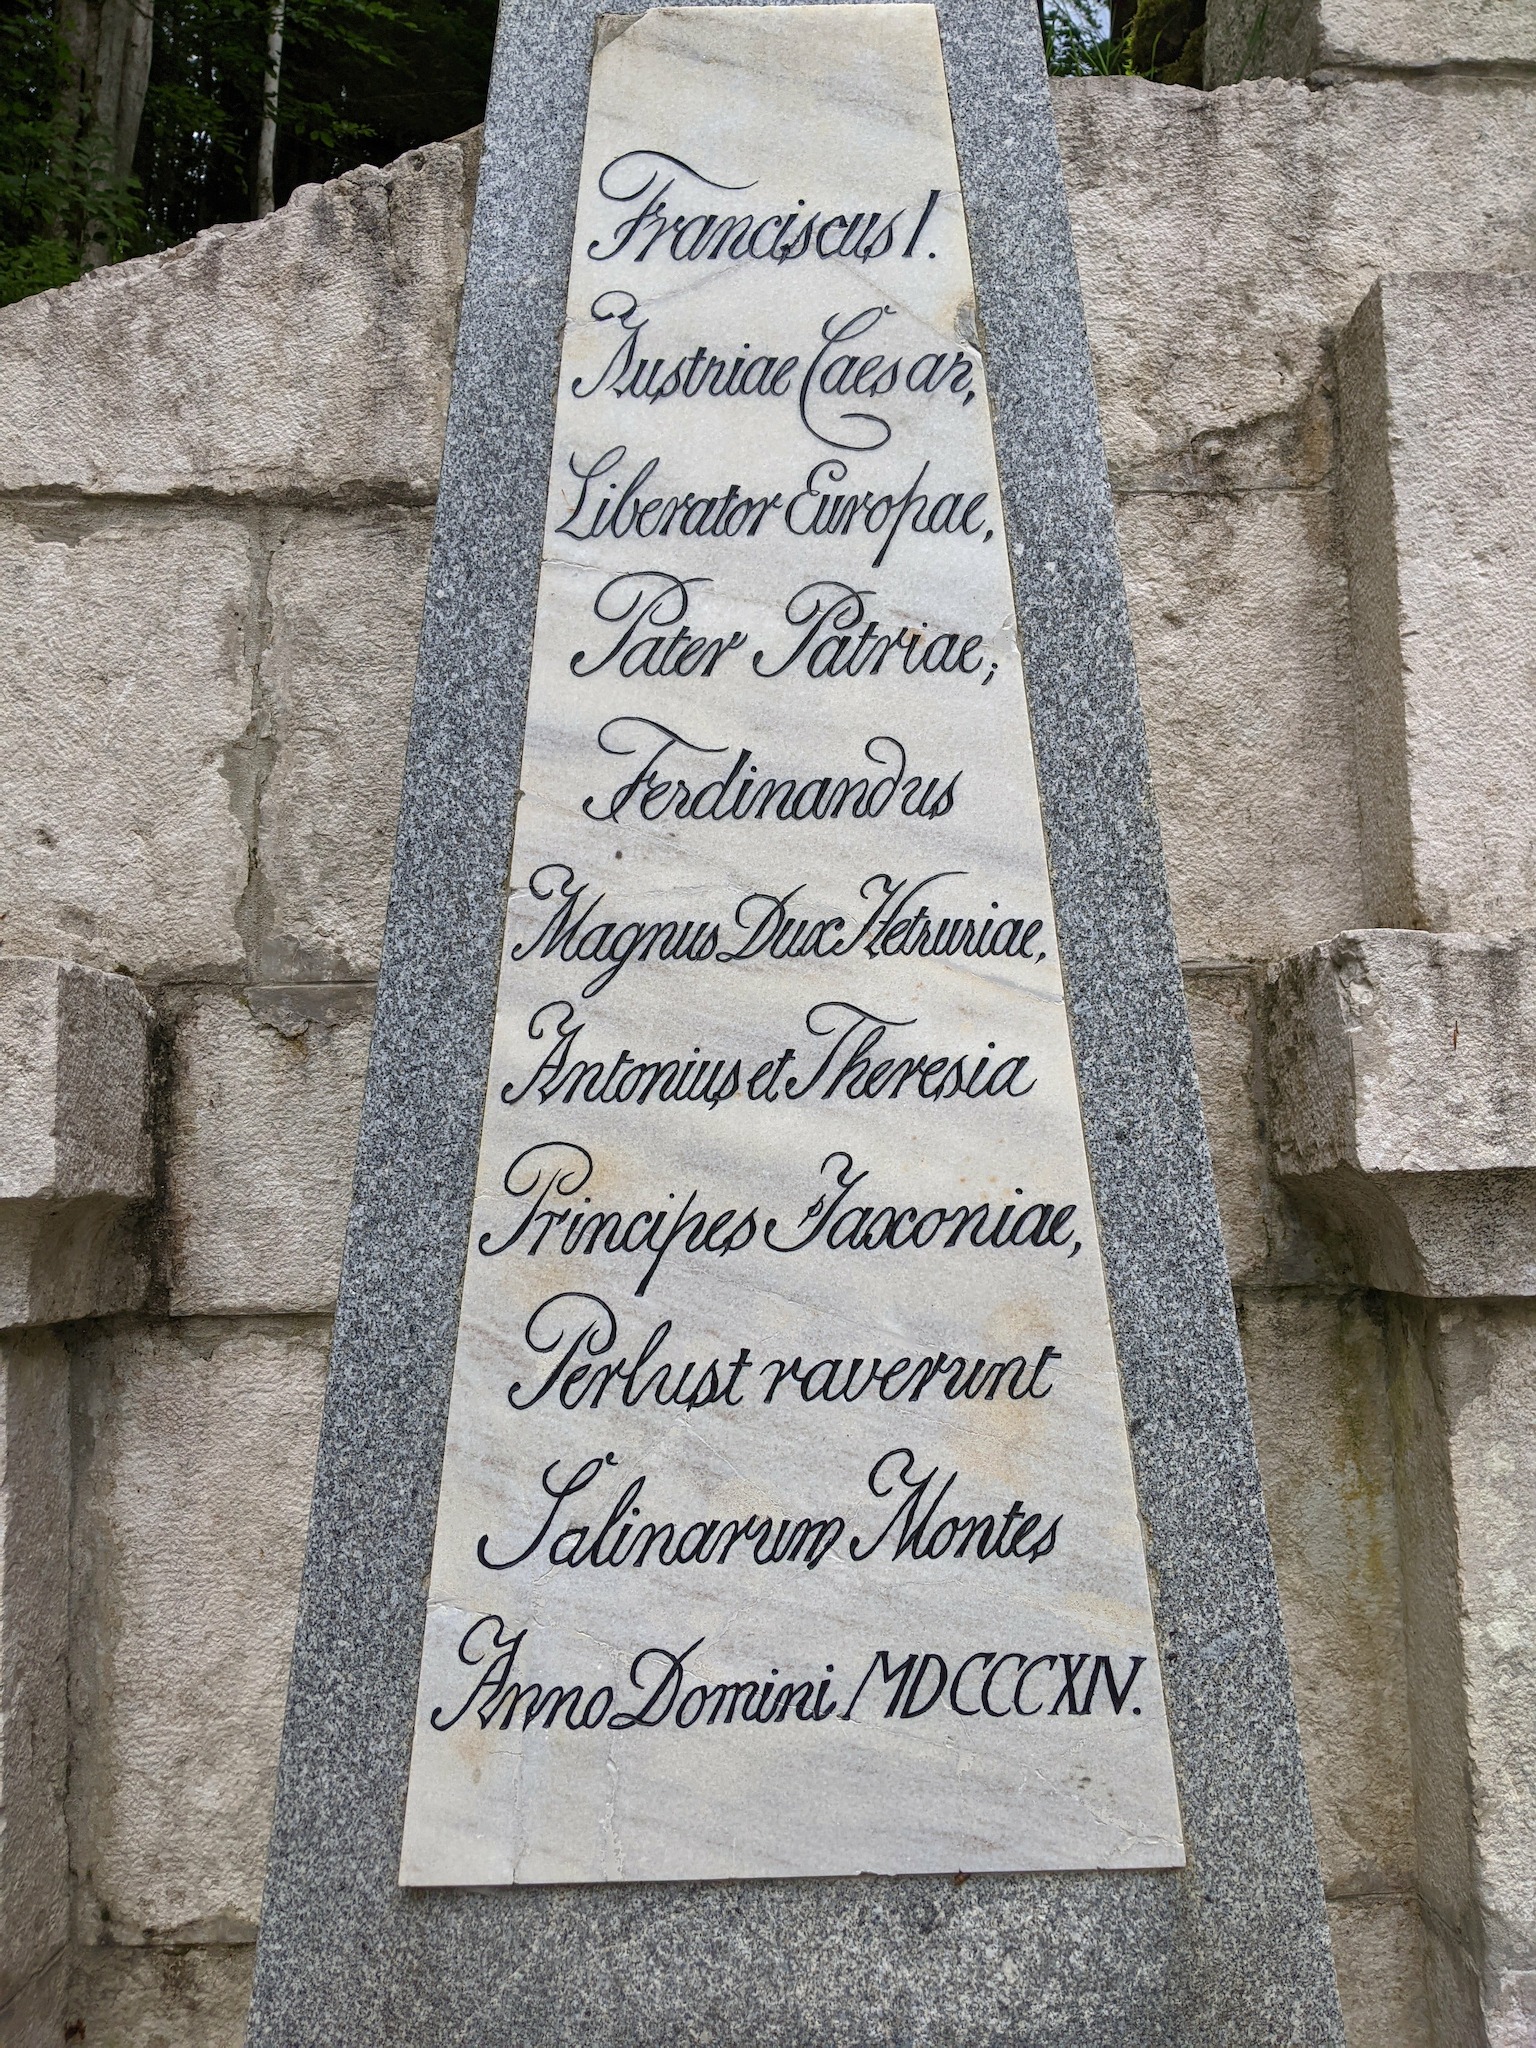 Franciscus I.
Austriae Caesar,
Liberator Europae,
Pater Patriae;
Ferdinandus
Magnus Dux Hetruriae,
Antonius et Theresia
Principes Saxoniae,
Perlustraverunt
Salinarum Montes
Anno Domini MDCCCXIV.